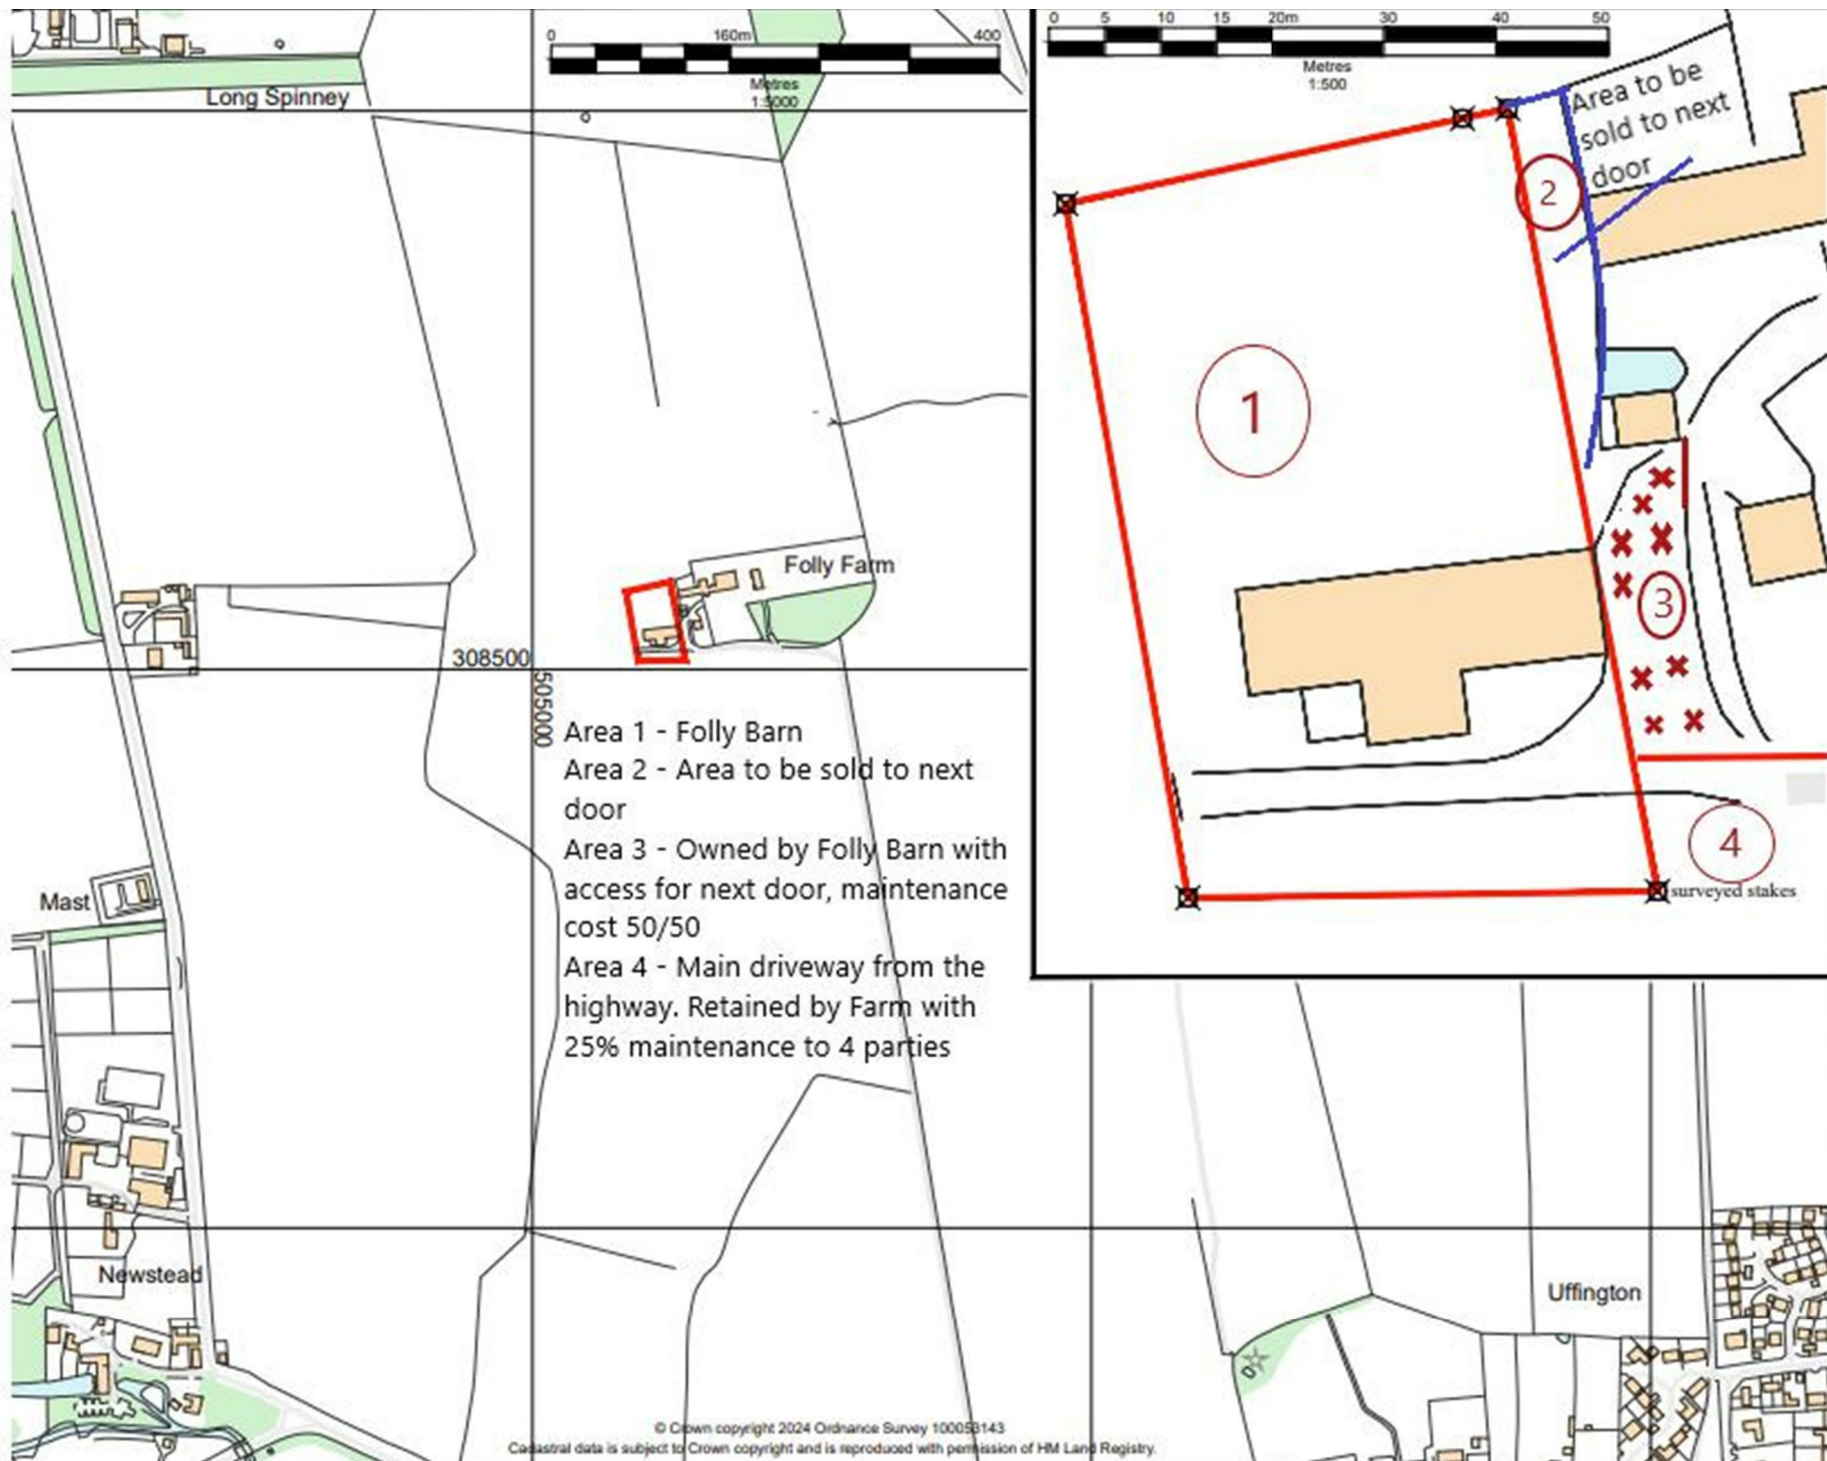 0
160m
400
Metres
1:5000
Long Spinney
0 5 10 15 20m 30 40 50
Metres
1:500
Area to be
sold to next
door
2
1
3
4
surveyed stakes
Folly Farm
308500
505000
Area 1 - Folly Barn
Area 2 - Area to be sold to next
door
Area 3 - Owned by Folly Barn with
access for next door, maintenance
cost 50/50
Area 4 - Main driveway from the
highway. Retained by Farm with
25% maintenance to 4 parties
Mast
Newstead
Uffington
© Crown copyright 2024 Ordnance Survey 100053143
Cadastral data is subject to Crown copyright and is reproduced with permission of HM Land Registry.